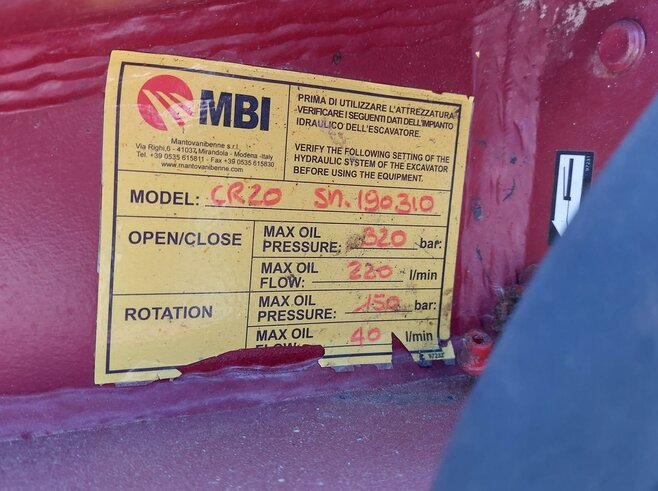 MBI
Mantovanibenne s.r.l.
Via Righi,6 - 41037 Mirandola - Modena -Italy
Tel. +39 0535 615811 - Fax +39 0535 615830
www.mantovanibenne.com
PRIMA DI UTILIZZARE L'ATTREZZATURA
VERIFICARE I SEGUENTI DATI DELL'IMPIANTO
IDRAULICO DELL'ESCAVATORE.
VERIFY THE FOLLOWING SETTING OF THE
HYDRAULIC SYSTEM OF THE EXCAVATOR
BEFORE USING THE EQUIPMENT.
MODEL: CR20 Sn.190310
OPEN/CLOSE
MAX OIL
PRESSURE: 320 bar:
MAX OIL
FLOW: 220 l/min
ROTATION
MAX OIL
PRESSURE: 150 bar:
MAX OIL
FLOW: 40 l/min
97232
97231